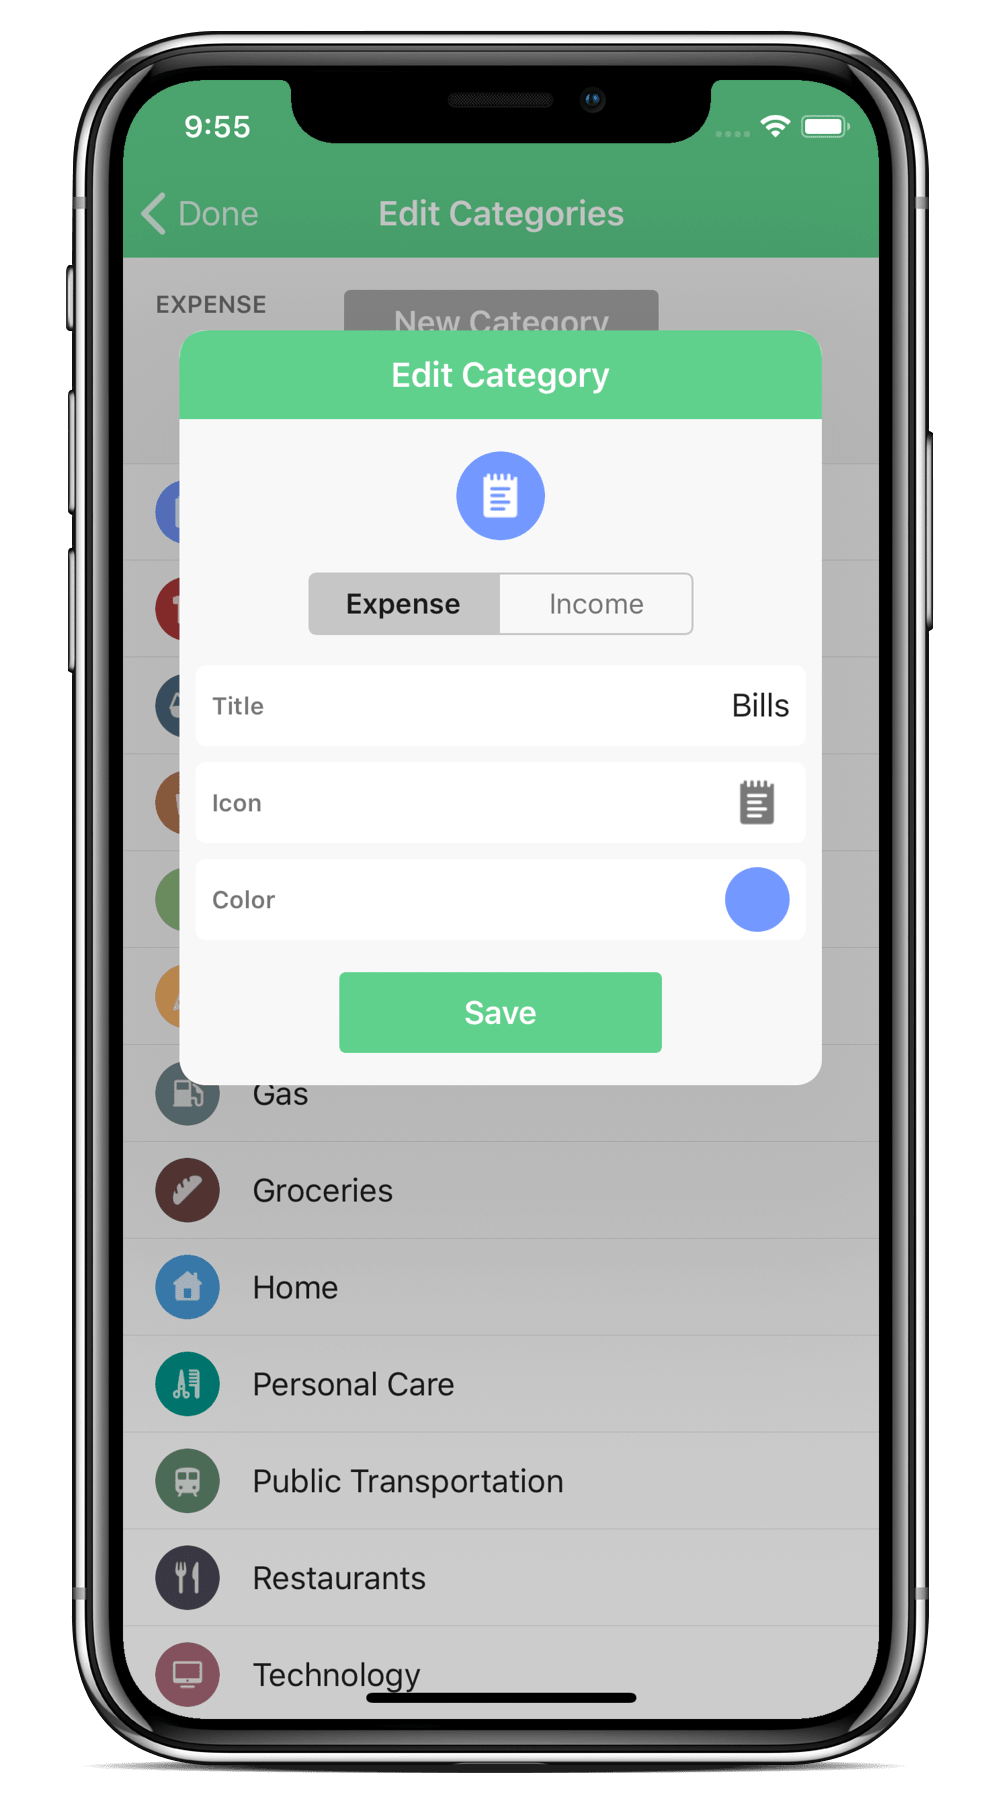 9:55
Done
Edit Categories
EXPENSE
New Category
Edit Category
Expense
Income
Title
Bills
Icon
Color
Save
Gas
Groceries
Home
Personal Care
Public Transportation
Restaurants
Technology